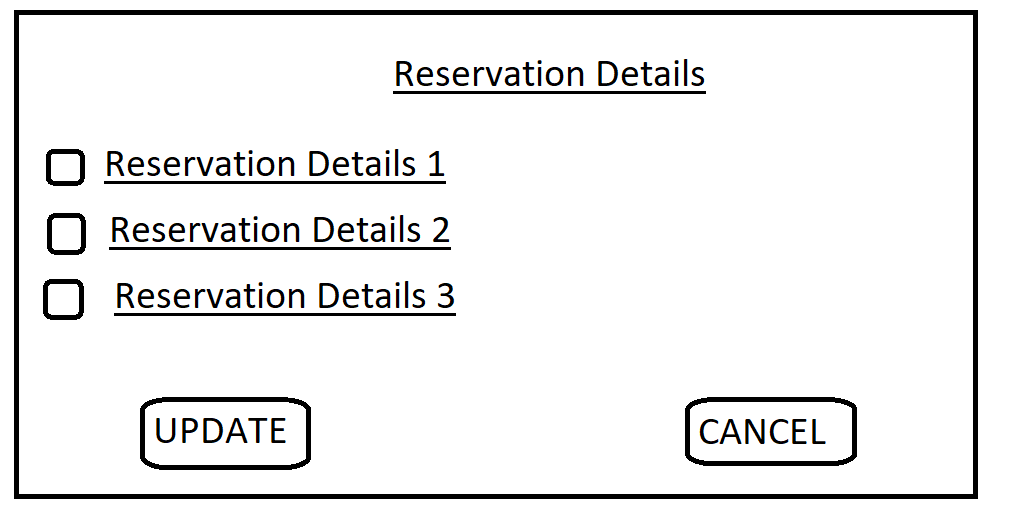 Reservation Details
Reservation Details 1
Reservation Details 2
Reservation Details 3
UPDATE
CANCEL